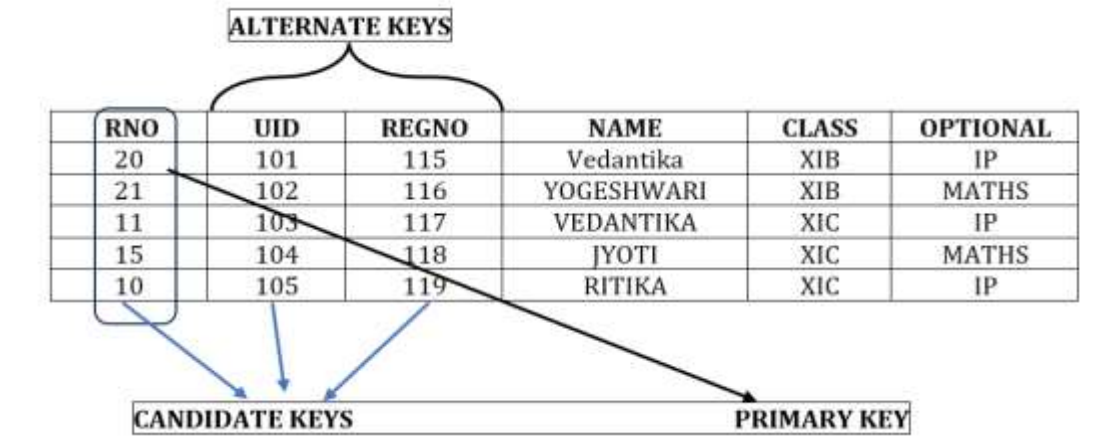 ALTERNATE KEYS
RNO UID REGNO NAME CLASS OPTIONAL
20 101 115 Vedantika XIB IP
21 102 116 YOGESHWARI XIB MATHS
11 103 117 VEDANTIKA XIC IP
15 104 118 JYOTI XIC MATHS
10 105 119 RITIKA XIC IP
CANDIDATE KEYS PRIMARY KEY